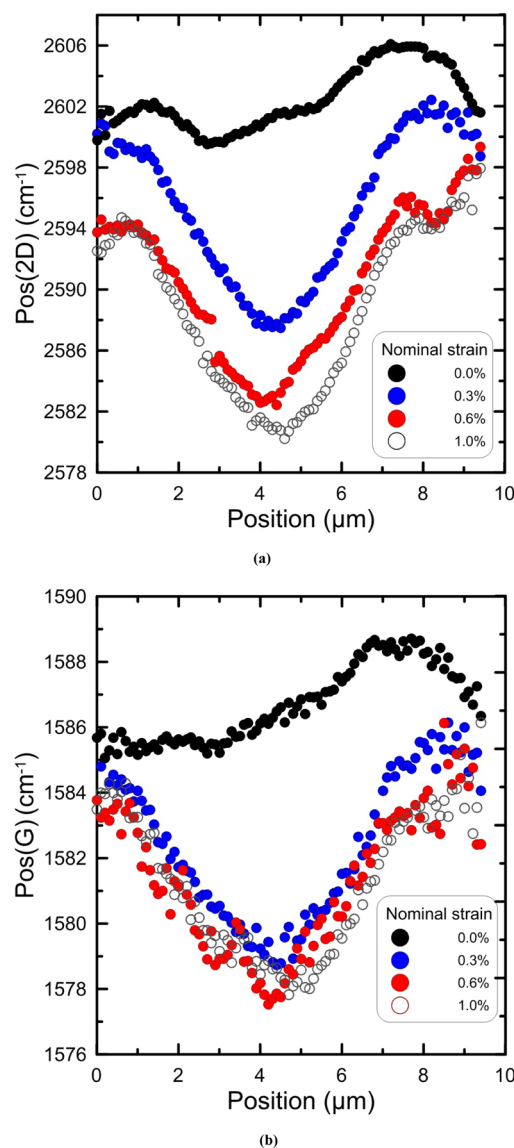 2606
2602
2598
2594
2590
2586
2582
2578
Pos(2D) (cm⁻¹)
Nominal strain
0.0%
0.3%
0.6%
1.0%
0 2 4 6 8 10
Position (μm)
(a)
1590
1588
1586
1584
1582
1580
1578
1576
Pos(G) (cm⁻¹)
Nominal strain
0.0%
0.3%
0.6%
1.0%
0 2 4 6 8 10
Position (μm)
(b)